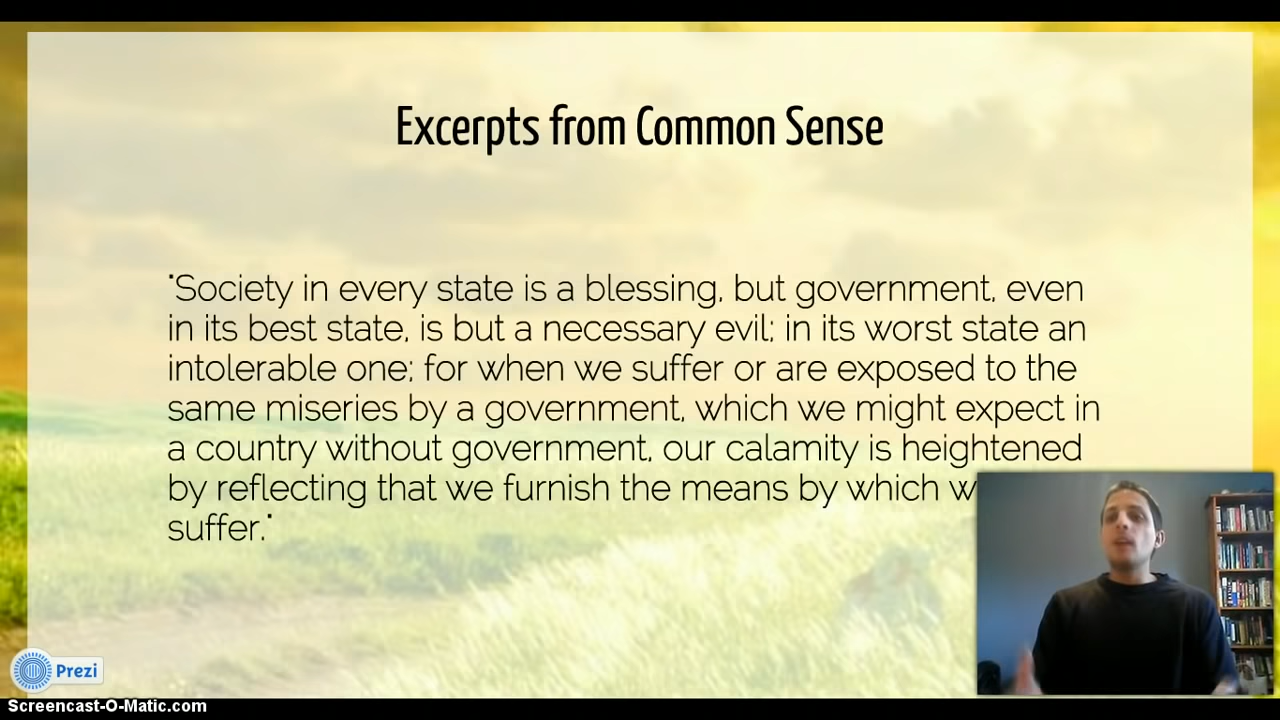 Excerpts from Common Sense
"Society in every state is a blessing, but government, even
in its best state, is but a necessary evil; in its worst state an
intolerable one; for when we suffer or are exposed to the
same miseries by a government, which we might expect in
a country without government, our calamity is heightened
by reflecting that we furnish the means by which
suffer."
Prezi
Screencast-O-Matic.com